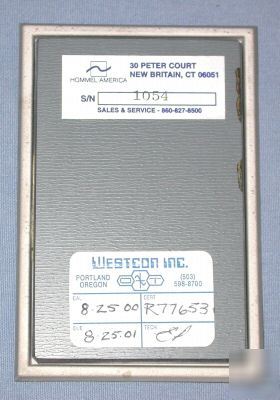 30 PETER COURT
NEW BRITAIN, CT 06051
HOMMEL AMERICA
S/N 1054
SALES & SERVICE - 860-827-8500
WESTCON INC.
PORTLAND
OREGON
(503)
598-8700
CAL. CERT
8-25-00 R77653
DUE TECH.
8-25-01